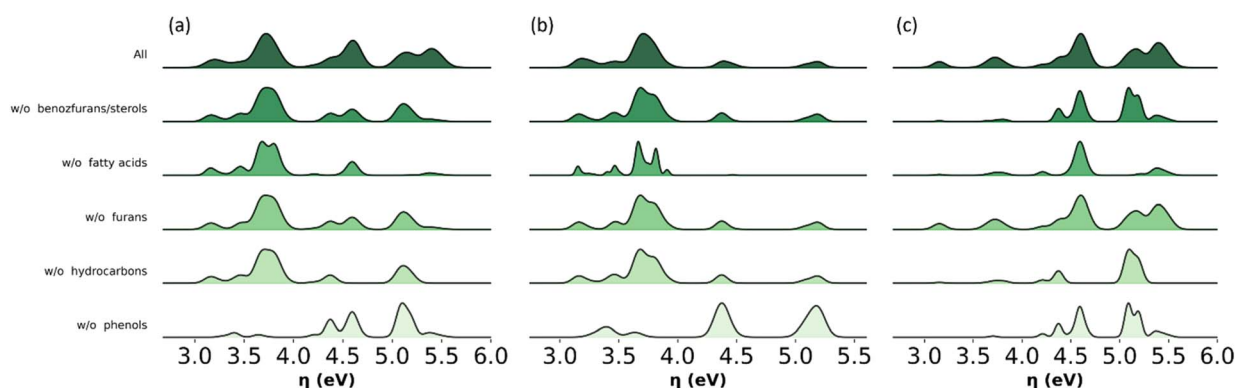 (a) (b) (c)
All
w/o benozfurans/sterols
w/o fatty acids
w/o furans
w/o hydrocarbons
w/o phenols
3.0 3.5 4.0 4.5 5.0 5.5 6.0 3.0 3.5 4.0 4.5 5.0 5.5 3.0 3.5 4.0 4.5 5.0 5.5 6.0
η (eV) η (eV) η (eV)